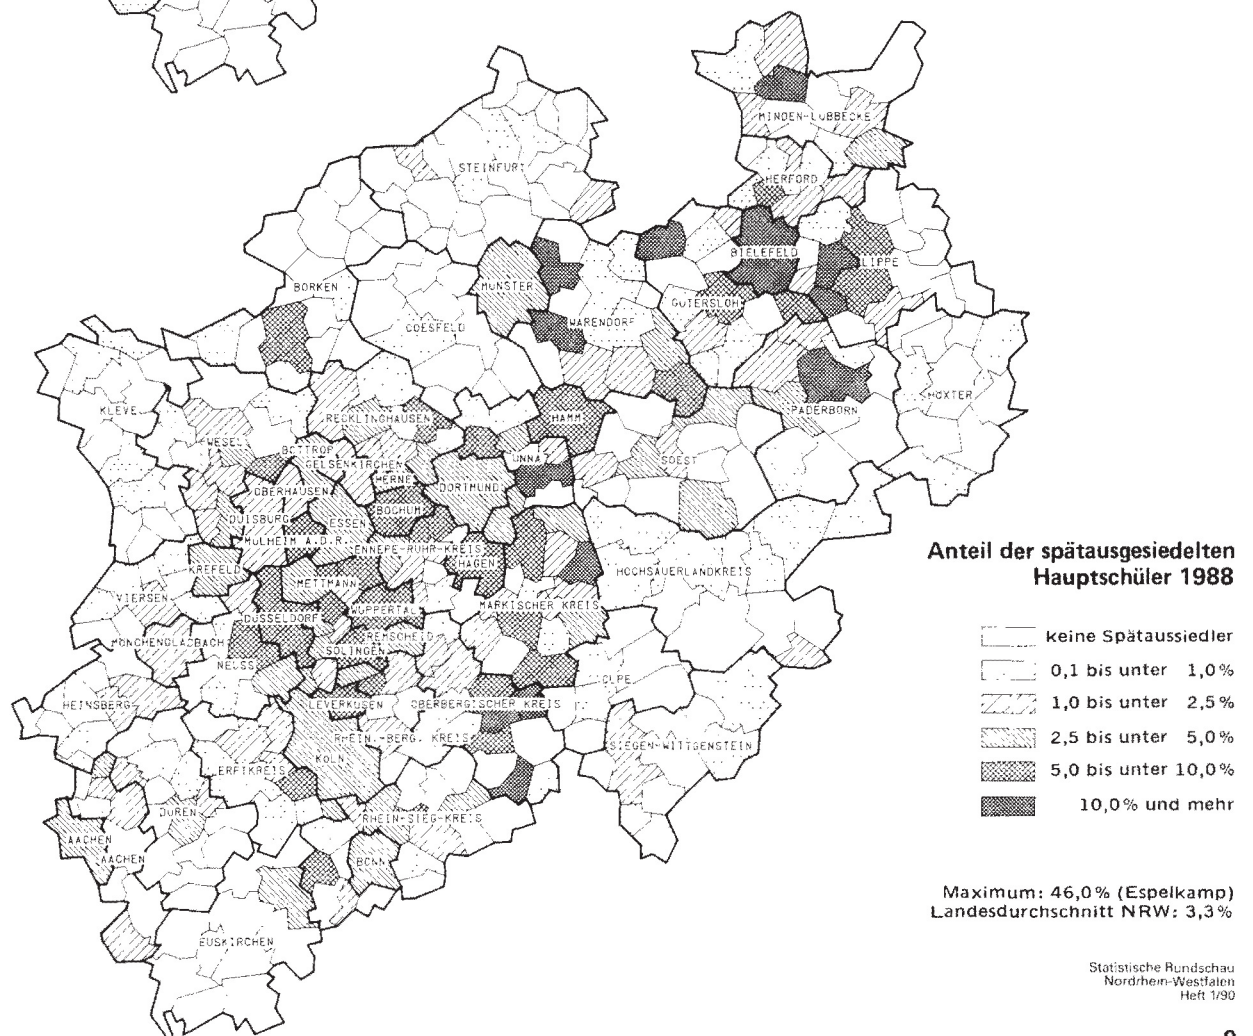 MINDEN-LÜBBECKE
STEINFURT
HERFORD
BIELEFELD
LIPPE
BORKEN
MÜNSTER
GÜTERSLOH
COESFELD
WARENDORF
HÖXTER
KLEVE
PADERBORN
RECKLINGHAUSEN
HAMM
WESEL
BOTTROP
GELSENKIRCHEN
UNNA
SOEST
HERNE
OBERHAUSEN
DORTMUND
BOCHUM
DUISBURG
ESSEN
MÜLHEIM A.D.R.
ENNEPE-RUHR-KREIS
HAGEN
KREFELD
METTMANN
HOCHSAUERLANDKREIS
VIERSEN
WUPPERTAL
MÄRKISCHER KREIS
DÜSSELDORF
MÖNCHENGLADBACH
REMSCHEID
SOLINGEN
NEUSS
OLPE
HEINSBERG
LEVERKUSEN
OBERBERGISCHER KREIS
RHEIN.-BERG. KREIS
SIEGEN-WITTGENSTEIN
KÖLN
ERFTKREIS
DÜREN
RHEIN-SIEG-KREIS
AACHEN
AACHEN
BONN
EUSKIRCHEN
Anteil der spätausgesiedelten
Hauptschüler 1988
keine Spätaussiedler
0,1 bis unter 1,0%
1,0 bis unter 2,5%
2,5 bis unter 5,0%
5,0 bis unter 10,0%
10,0% und mehr
Maximum: 46,0% (Espelkamp)
Landesdurchschnitt NRW: 3,3%
Statistische Rundschau
Nordrhein-Westfalen
Heft 1/90